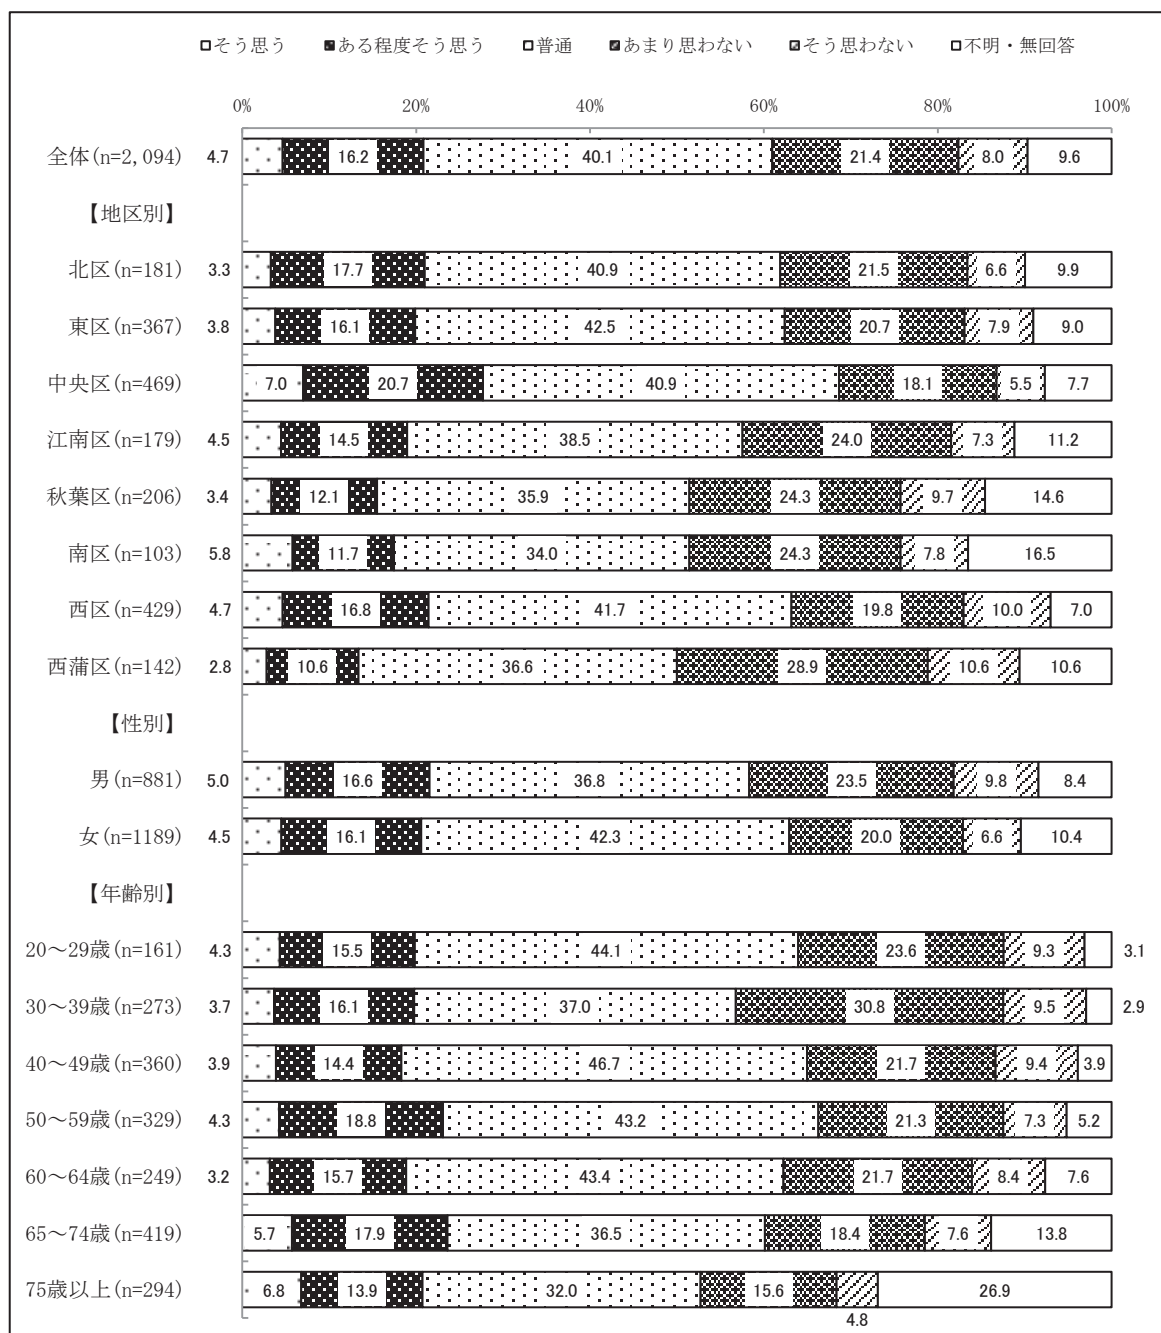 そう思う ある程度そう思う 普通 あまり思わない そう思わない 不明・無回答
0% 20% 40% 60% 80% 100%
全体(n=2,094) 4.7 16.2 40.1 21.4 8.0 9.6
【地区別】
北区(n=181) 3.3 17.7 40.9 21.5 6.6 9.9
東区(n=367) 3.8 16.1 42.5 20.7 7.9 9.0
中央区(n=469) 7.0 20.7 40.9 18.1 5.5 7.7
江南区(n=179) 4.5 14.5 38.5 24.0 7.3 11.2
秋葉区(n=206) 3.4 12.1 35.9 24.3 9.7 14.6
南区(n=103) 5.8 11.7 34.0 24.3 7.8 16.5
西区(n=429) 4.7 16.8 41.7 19.8 10.0 7.0
西蒲区(n=142) 2.8 10.6 36.6 28.9 10.6 10.6
【性別】
男(n=881) 5.0 16.6 36.8 23.5 9.8 8.4
女(n=1189) 4.5 16.1 42.3 20.0 6.6 10.4
【年齢別】
20～29歳(n=161) 4.3 15.5 44.1 23.6 9.3 3.1
30～39歳(n=273) 3.7 16.1 37.0 30.8 9.5 2.9
40～49歳(n=360) 3.9 14.4 46.7 21.7 9.4 3.9
50～59歳(n=329) 4.3 18.8 43.2 21.3 7.3 5.2
60～64歳(n=249) 3.2 15.7 43.4 21.7 8.4 7.6
65～74歳(n=419) 5.7 17.9 36.5 18.4 7.6 13.8
75歳以上(n=294) 6.8 13.9 32.0 15.6 26.9
4.8